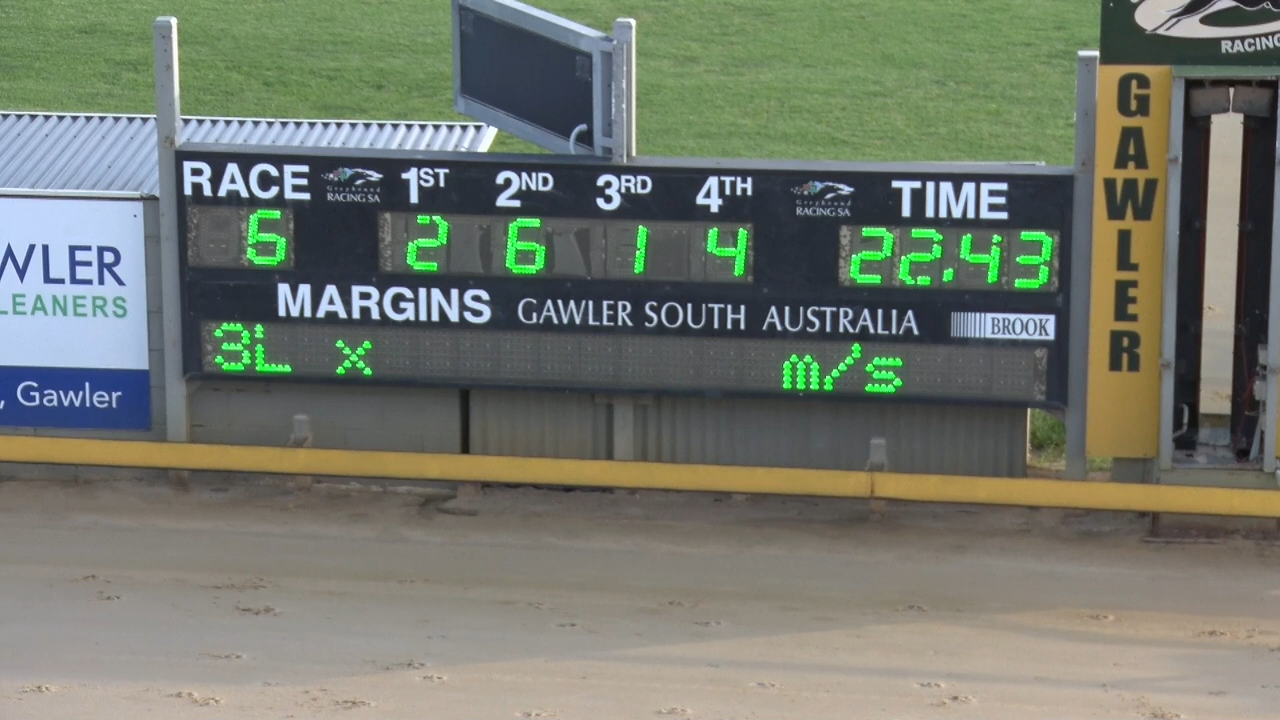 RACING
GAWLER
RACE Greyhound RACING SA 1ST 2ND 3RD 4TH Greyhound RACING SA TIME
6 2 6 1 4 22.43
MARGINS GAWLER SOUTH AUSTRALIA BROOK
3L x m/s
WLER
LEANERS
, Gawler